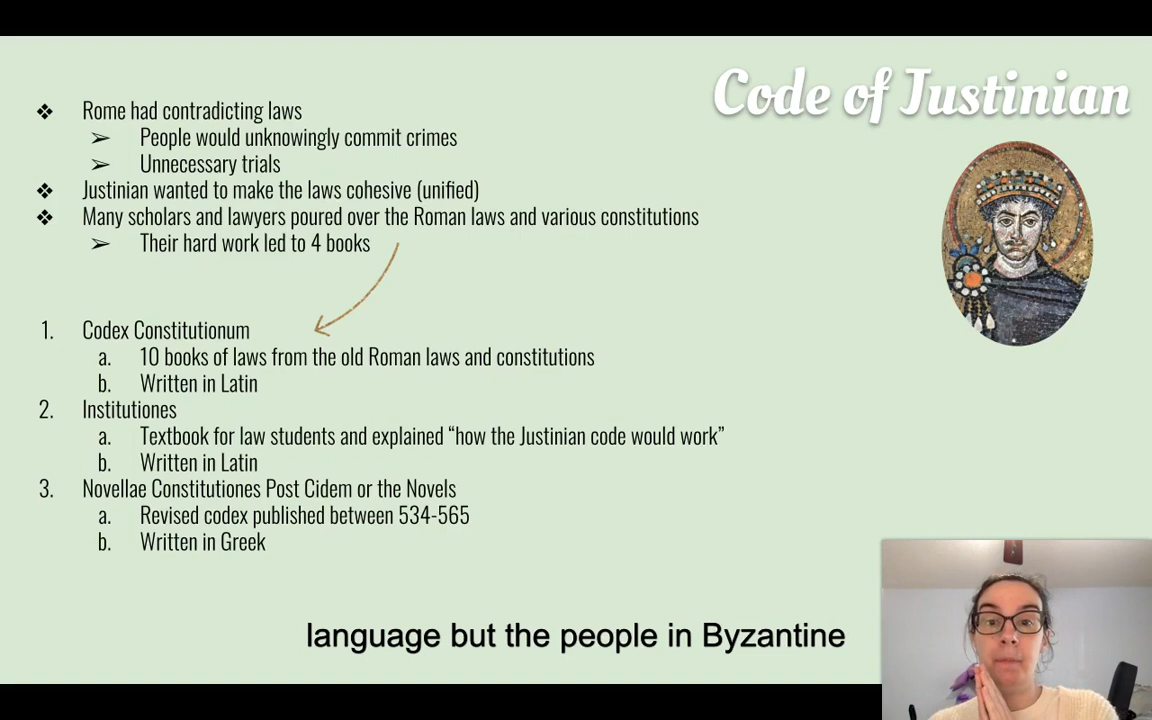 Code of Justinian
❖ Rome had contradicting laws
➢ People would unknowingly commit crimes
➢ Unnecessary trials
❖ Justinian wanted to make the laws cohesive (unified)
❖ Many scholars and lawyers poured over the Roman laws and various constitutions
➢ Their hard work led to 4 books
1. Codex Constitutionum
a. 10 books of laws from the old Roman laws and constitutions
b. Written in Latin
2. Institutiones
a. Textbook for law students and explained “how the Justinian code would work”
b. Written in Latin
3. Novellae Constitutiones Post Cidem or the Novels
a. Revised codex published between 534-565
b. Written in Greek
language but the people in Byzantine